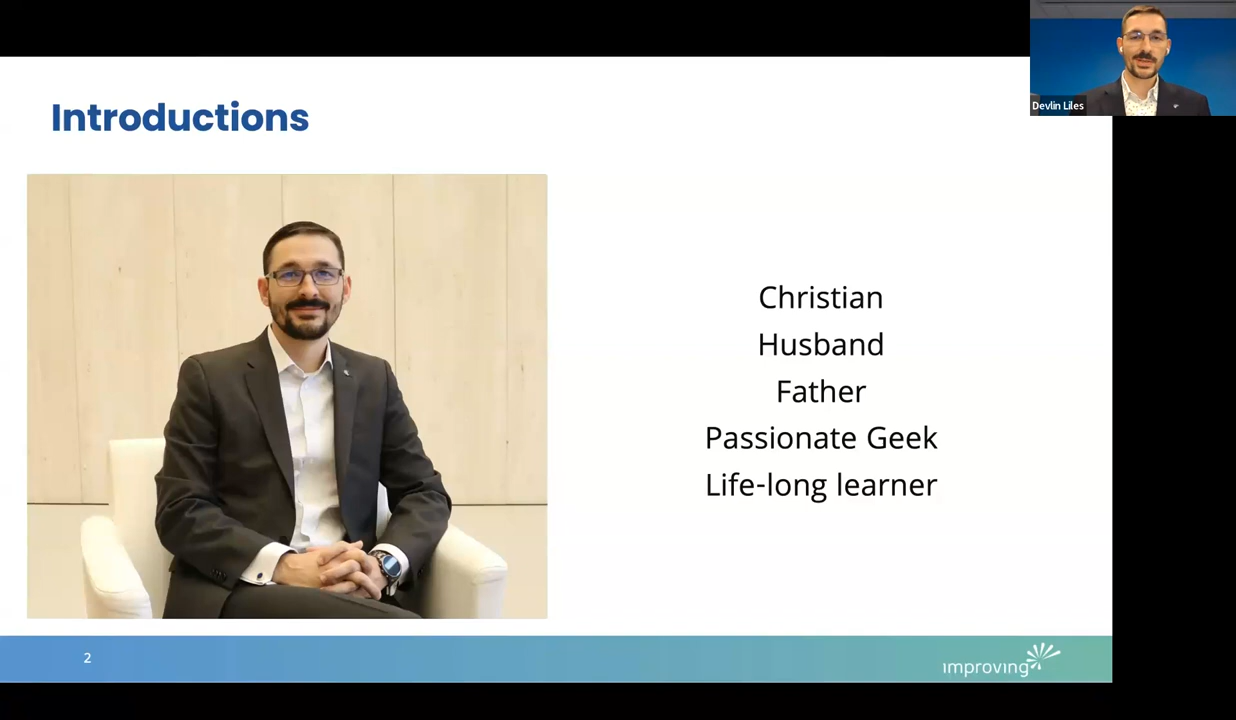 Introductions
Devlin Liles
Christian
Husband
Father
Passionate Geek
Life-long learner
2
improving